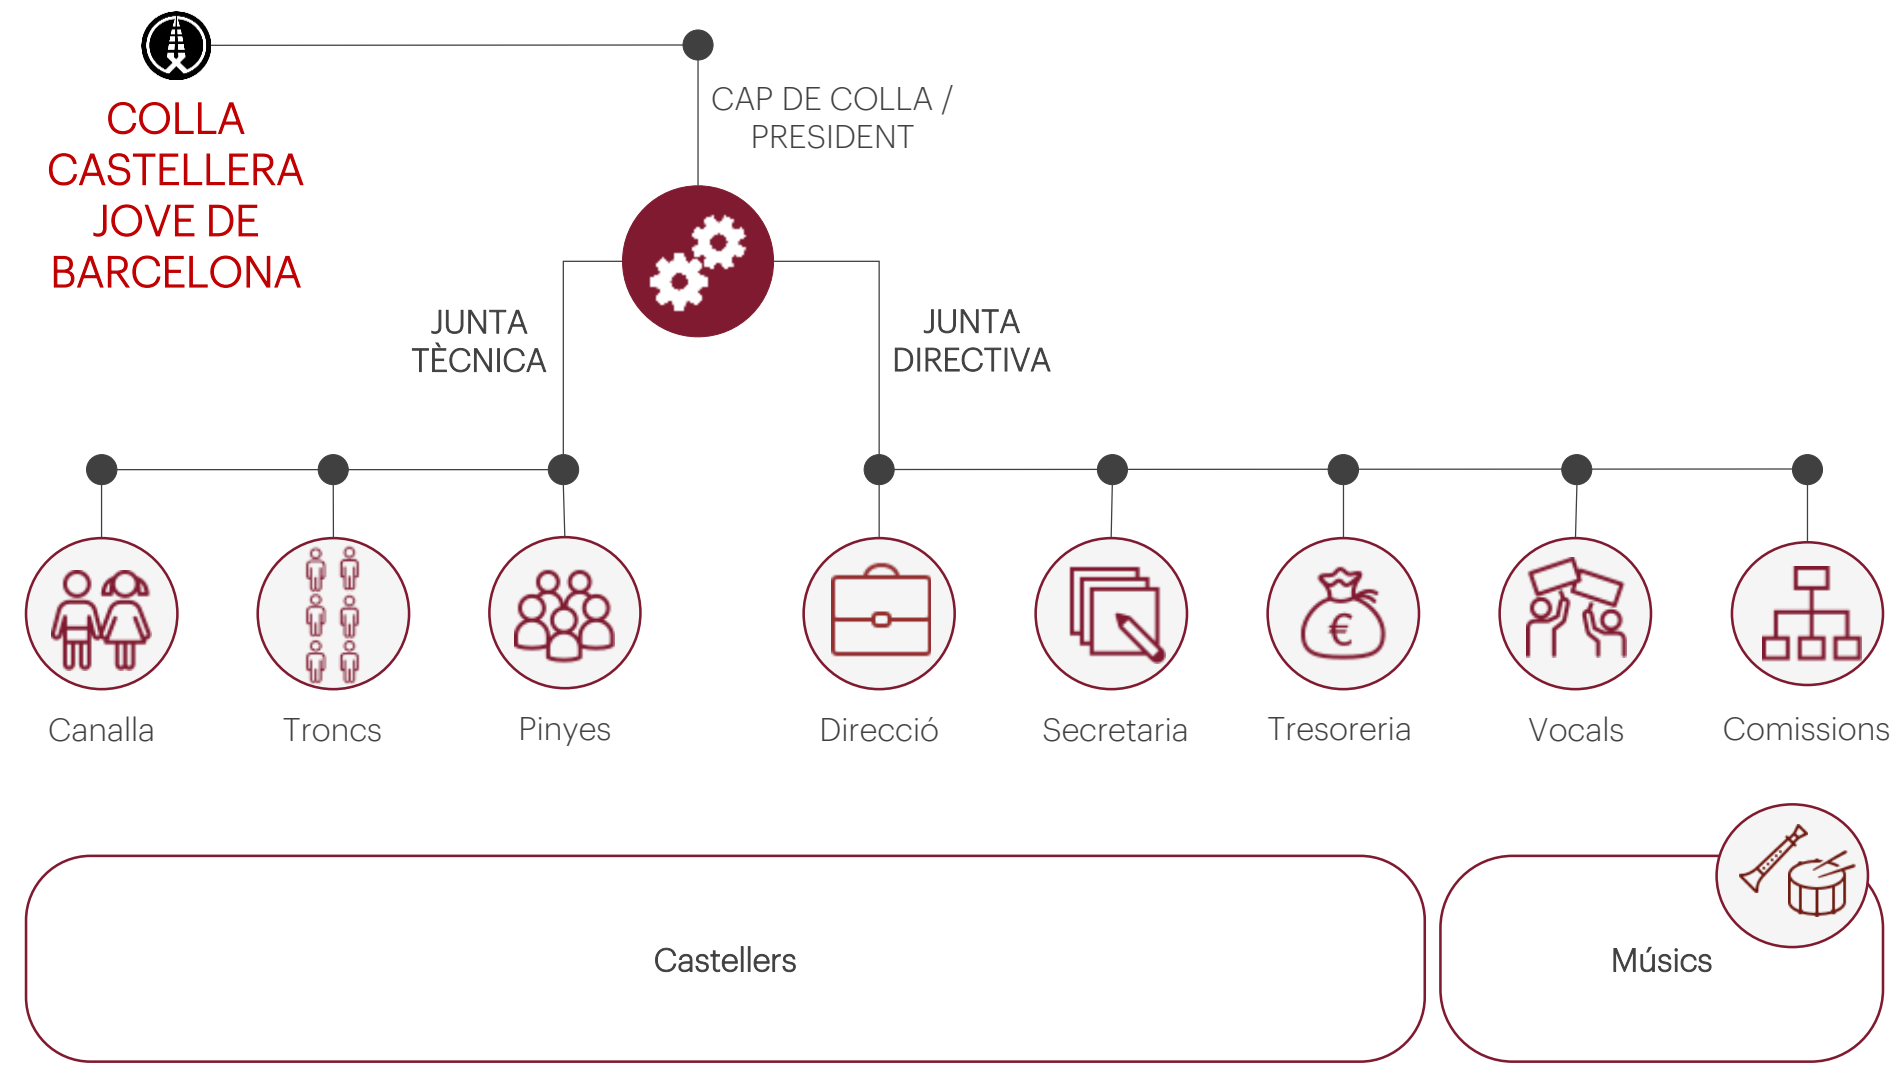 COLLA
CASTELLERA
JOVE DE
BARCELONA
CAP DE COLLA /
PRESIDENT
JUNTA
TÈCNICA
JUNTA
DIRECTIVA
Canalla
Troncs
Pinyes
Direcció
Secretaria
€
Tresoreria
Vocals
Comissions
Castellers
Músics